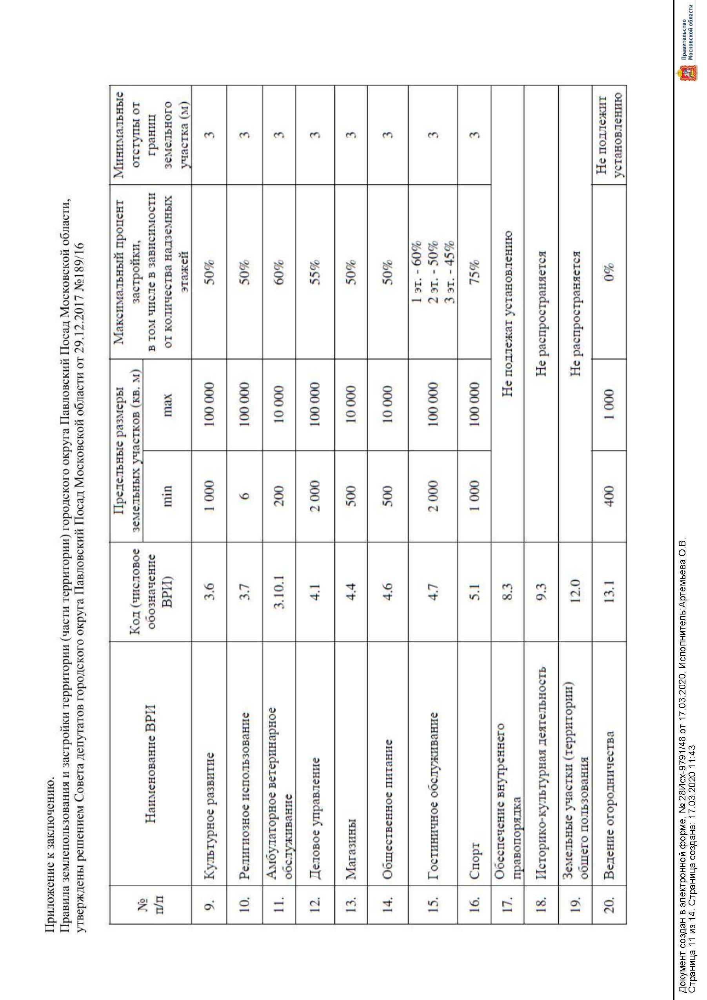 Приложение к заключению.
Правила землепользования и застройки территории (части территории) городского округа Павловский Посад Московской области,
утверждены решением Совета депутатов городского округа Павловский Посад Московской области от 29.12.2017 №189/16
№ п/п Наименование ВРИ Код (числовое обозначение ВРИ) Предельные размеры земельных участков (кв. м) Максимальный процент застройки, в том числе в зависимости от количества надземных этажей Минимальные отступы от границ земельного участка (м)
min max
9. Культурное развитие 3.6 1 000 100 000 50% 3
10. Религиозное использование 3.7 6 100 000 50% 3
11. Амбулаторное ветеринарное
обслуживание 3.10.1 200 10 000 60% 3
12. Деловое управление 4.1 2 000 100 000 55% 3
13. Магазины 4.4 500 10 000 50% 3
14. Общественное питание 4.6 500 10 000 50% 3
15. Гостиничное обслуживание 4.7 2 000 100 000 1 эт. - 60%
2 эт. - 50%
3 эт. - 45% 3
16. Спорт 5.1 1 000 100 000 75% 3
17. Обеспечение внутреннего
правопорядка 8.3 Не подлежат установлению
18. Историко-культурная деятельность 9.3 Не распространяется
19. Земельные участки (территории)
общего пользования 12.0 Не распространяется
20. Ведение огородничества 13.1 400 1 000 0% Не подлежит
установлению
Документ создан в электронной форме. № 28Исх-9791/48 от 17.03.2020. Исполнитель:Артемьева О.В.
Страница 11 из 14. Страница создана: 17.03.2020 11:43
Правительство
Московской области